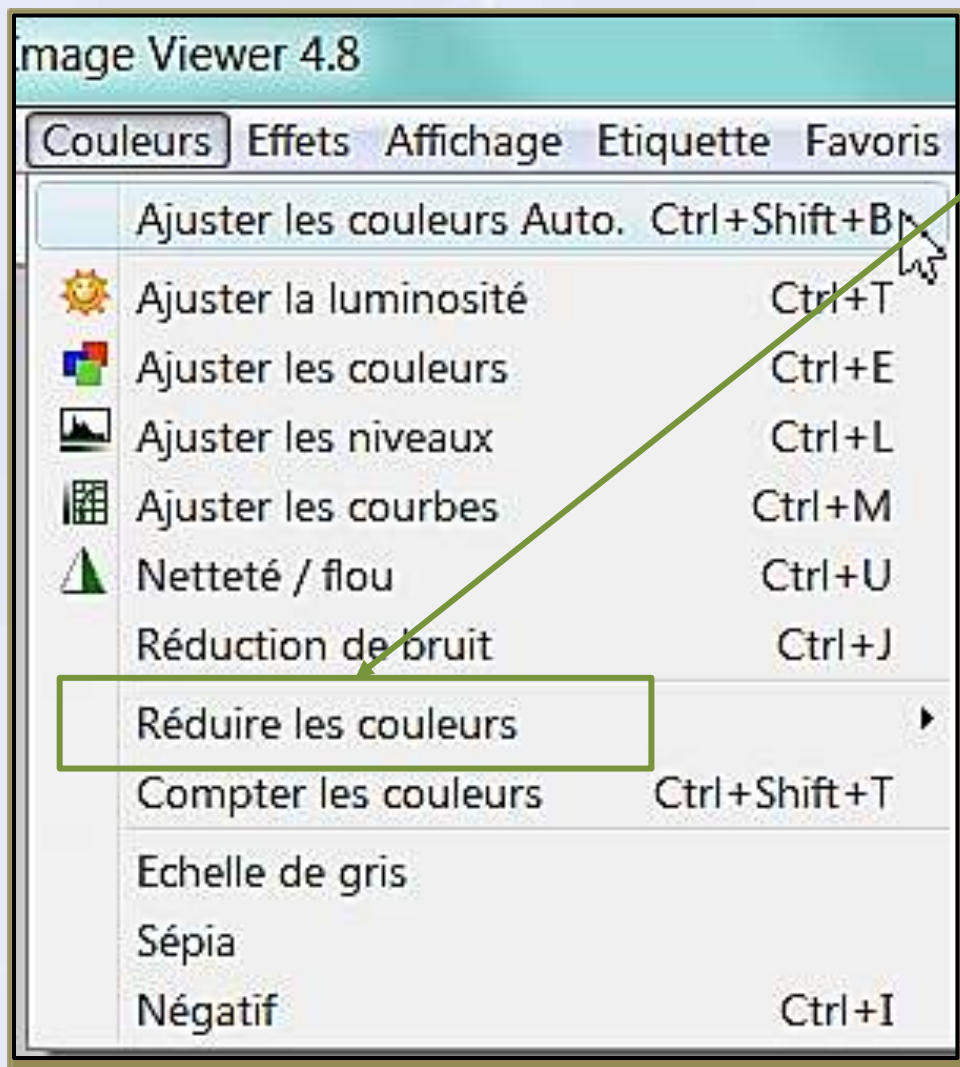 Image Viewer 4.8
Couleurs Effets Affichage Etiquette Favoris
Ajuster les couleurs Auto. Ctrl+Shift+B
Ajuster la luminosité Ctrl+T
Ajuster les couleurs Ctrl+E
Ajuster les niveaux Ctrl+L
Ajuster les courbes Ctrl+M
Netteté / flou Ctrl+U
Réduction de bruit Ctrl+J
Réduire les couleurs
Compter les couleurs Ctrl+Shift+T
Echelle de gris
Sépia
Négatif Ctrl+I